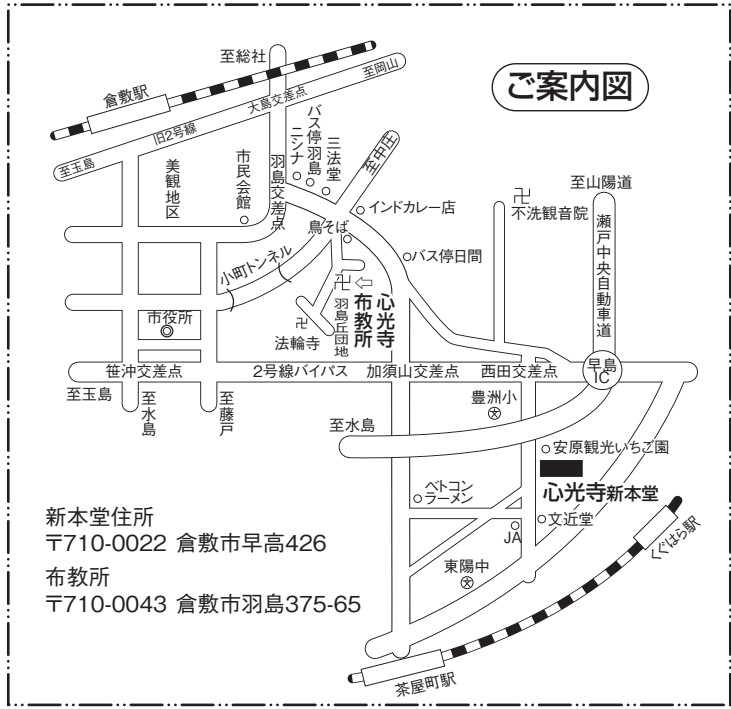 ご案内図
至総社
至岡山
倉敷駅
大島交差点
旧2号線
至玉島
美観地区
市民会館
羽島交差点
ニシナ
バス停羽島
三法堂
至中庄
インドカレー店
鳥そば
バス停日間
卍
不洗観音院
至山陽道
瀬戸中央自動車道
小町トンネル
卍⇦
羽島丘団地
心光寺
布教所
卍
法輪寺
市役所
笹沖交差点
2号線バイパス
加須山交差点
西田交差点
早島
IC
至玉島
至水島
至藤戸
豊洲小
至水島
安原観光いちご園
心光寺新本堂
ベトコン
ラーメン
文近堂
JA
東陽中
くぐはら駅
茶屋町駅
新本堂住所
〒710-0022 倉敷市早高426
布教所
〒710-0043 倉敷市羽島375-65